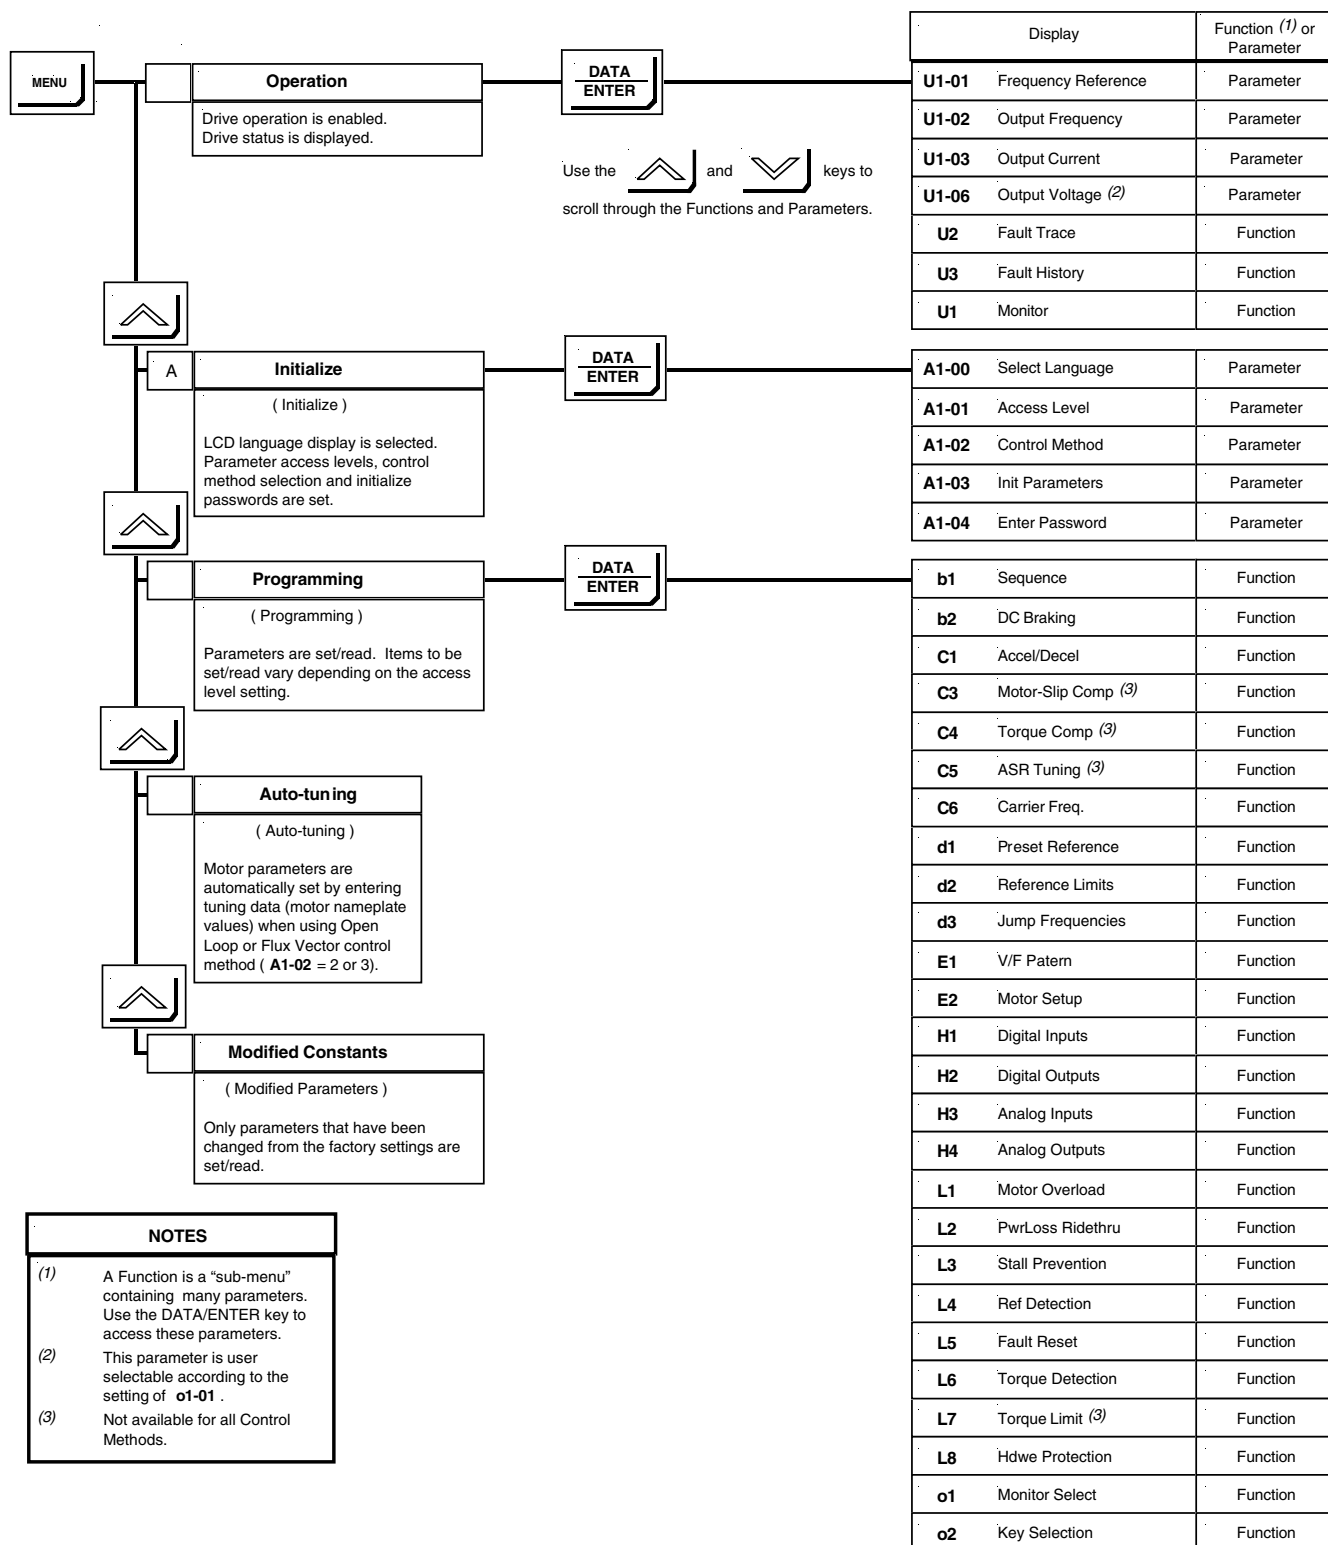 MENU
Operation
Drive operation is enabled.
Drive status is displayed.
DATA
ENTER
Use the and keys to
scroll through the Functions and Parameters.
Display Function (1) or
Parameter
U1-01 Frequency Reference Parameter
U1-02 Output Frequency Parameter
U1-03 Output Current Parameter
U1-06 Output Voltage (2) Parameter
U2 Fault Trace Function
U3 Fault History Function
U1 Monitor Function
A Initialize
( Initialize )
LCD language display is selected.
Parameter access levels, control
method selection and initialize
passwords are set.
DATA
ENTER
A1-00 Select Language Parameter
A1-01 Access Level Parameter
A1-02 Control Method Parameter
A1-03 Init Parameters Parameter
A1-04 Enter Password Parameter
Programming
( Programming )
Parameters are set/read. Items to be
set/read vary depending on the access
level setting.
DATA
ENTER
b1 Sequence Function
b2 DC Braking Function
C1 Accel/Decel Function
C3 Motor-Slip Comp (3) Function
C4 Torque Comp (3) Function
C5 ASR Tuning (3) Function
C6 Carrier Freq. Function
d1 Preset Reference Function
d2 Reference Limits Function
d3 Jump Frequencies Function
E1 V/F Patern Function
E2 Motor Setup Function
H1 Digital Inputs Function
H2 Digital Outputs Function
H3 Analog Inputs Function
H4 Analog Outputs Function
L1 Motor Overload Function
L2 PwrLoss Ridethru Function
L3 Stall Prevention Function
L4 Ref Detection Function
L5 Fault Reset Function
L6 Torque Detection Function
L7 Torque Limit (3) Function
L8 Hdwe Protection Function
o1 Monitor Select Function
o2 Key Selection Function
Auto-tuning
( Auto-tuning )
Motor parameters are
automatically set by entering
tuning data (motor nameplate
values) when using Open
Loop or Flux Vector control
method ( A1-02 = 2 or 3).
Modified Constants
( Modified Parameters )
Only parameters that have been
changed from the factory settings are
set/read.
NOTES
(1) A Function is a “sub-menu”
containing many parameters.
Use the DATA/ENTER key to
access these parameters.
(2) This parameter is user
selectable according to the
setting of o1-01 .
(3) Not available for all Control
Methods.